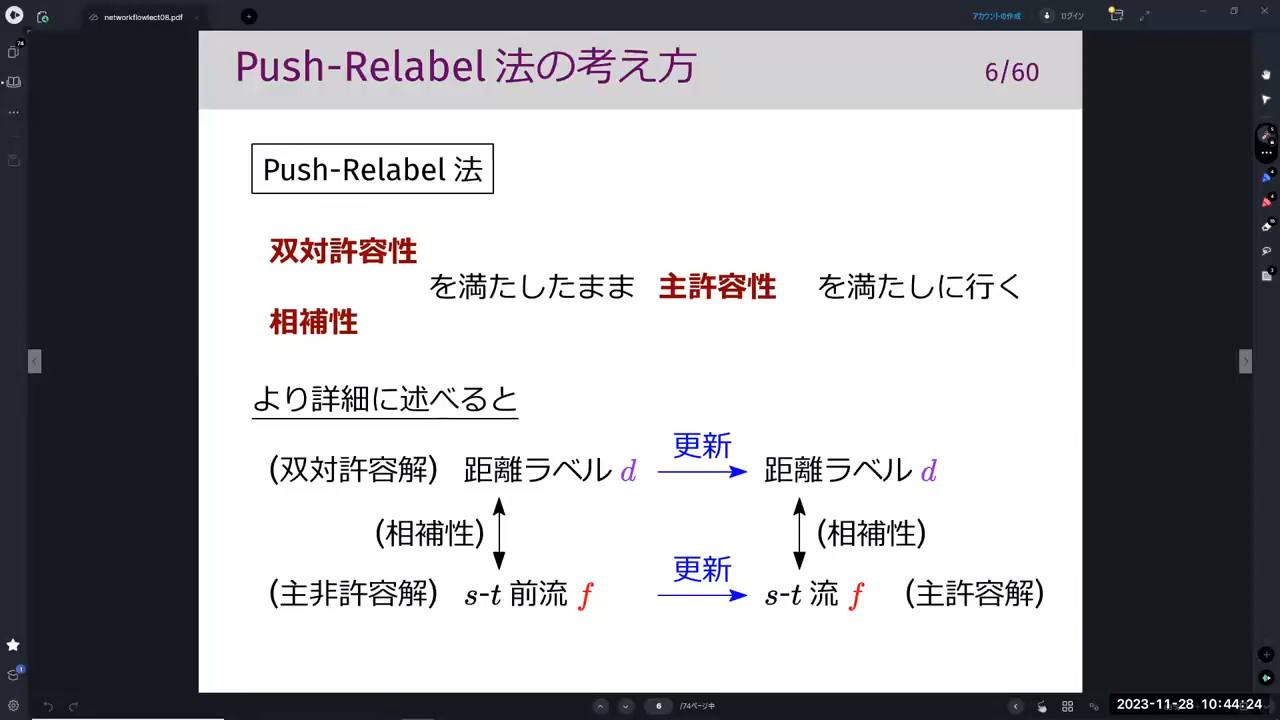 networkflowlect08.pdf
アカウントの作成
ログイン
Push-Relabel 法の考え方
6/60
Push-Relabel 法
双対許容性
を満たしたまま 主許容性 を満たしに行く
相補性
より詳細に述べると
更新
(双対許容解) 距離ラベル d 距離ラベル d
(相補性) (相補性)
更新
(主非許容解) s-t 前流 f s-t 流 f (主許容解)
6 /74ページ中
2023-11-28 10:44:24